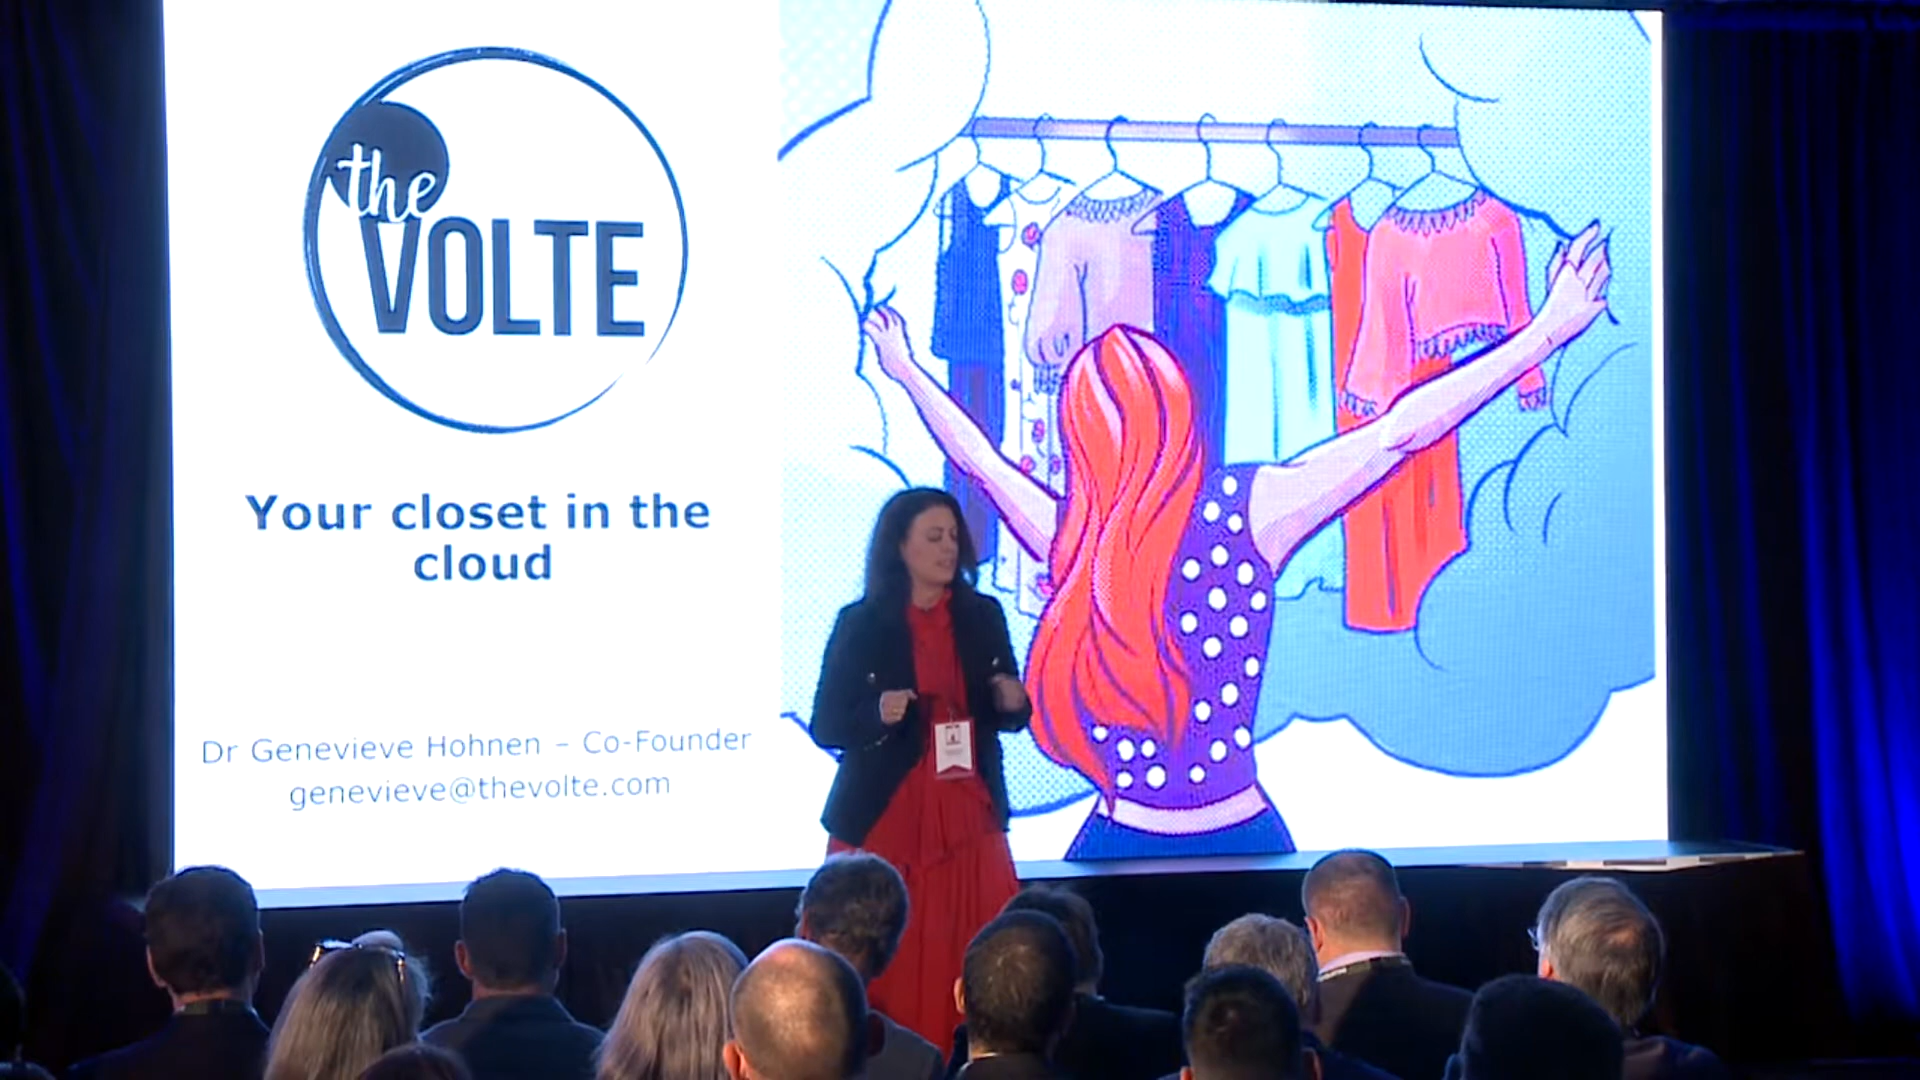 the
VOLTE
Your closet in the
cloud
Dr Genevieve Hohnen – Co-Founder
genevieve@thevolte.com